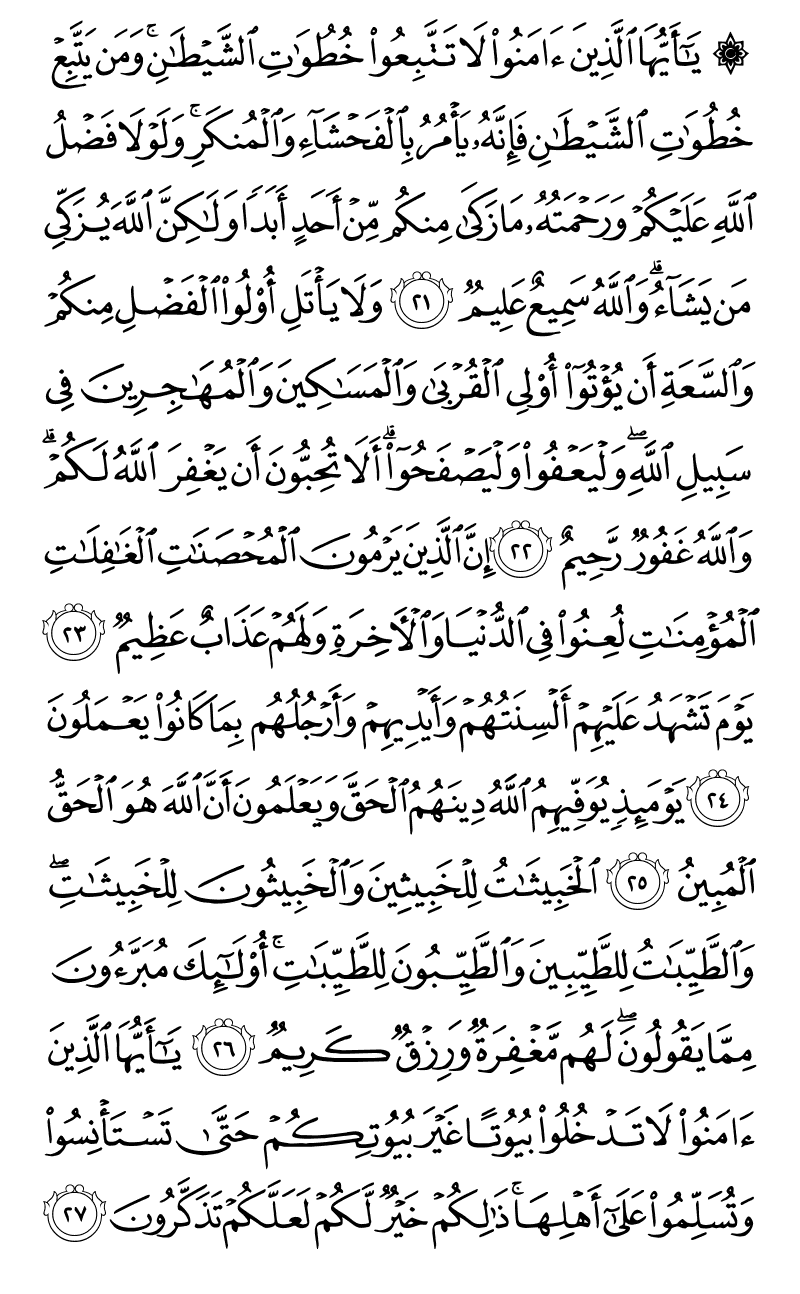 ۞ يَـٰٓأَيُّهَا ٱلَّذِينَ ءَامَنُوا۟ لَا تَتَّبِعُوا۟ خُطُوَٰتِ ٱلشَّيْطَـٰنِ ۚ وَمَن يَتَّبِعْ
خُطُوَٰتِ ٱلشَّيْطَـٰنِ فَإِنَّهُۥ يَأْمُرُ بِٱلْفَحْشَآءِ وَٱلْمُنكَرِ ۚ وَلَوْلَا فَضْلُ
ٱللَّهِ عَلَيْكُمْ وَرَحْمَتُهُۥ مَا زَكَىٰ مِنكُم مِّنْ أَحَدٍ أَبَدًا وَلَـٰكِنَّ ٱللَّهَ يُزَكِّى
مَن يَشَآءُ ۗ وَٱللَّهُ سَمِيعٌ عَلِيمٌ ٢١ وَلَا يَأْتَلِ أُو۟لُوا۟ ٱلْفَضْلِ مِنكُمْ
وَٱلسَّعَةِ أَن يُؤْتُوٓا۟ أُو۟لِى ٱلْقُرْبَىٰ وَٱلْمَسَـٰكِينَ وَٱلْمُهَـٰجِرِينَ فِى
سَبِيلِ ٱللَّهِ ۖ وَلْيَعْفُوا۟ وَلْيَصْفَحُوٓا۟ ۗ أَلَا تُحِبُّونَ أَن يَغْفِرَ ٱللَّهُ لَكُمْ ۗ
وَٱللَّهُ غَفُورٌ رَّحِيمٌ ٢٢ إِنَّ ٱلَّذِينَ يَرْمُونَ ٱلْمُحْصَنَـٰتِ ٱلْغَـٰفِلَـٰتِ
ٱلْمُؤْمِنَـٰتِ لُعِنُوا۟ فِى ٱلدُّنْيَا وَٱلْـَٔاخِرَةِ وَلَهُمْ عَذَابٌ عَظِيمٌ ٢٣
يَوْمَ تَشْهَدُ عَلَيْهِمْ أَلْسِنَتُهُمْ وَأَيْدِيهِمْ وَأَرْجُلُهُم بِمَا كَانُوا۟ يَعْمَلُونَ
٢٤ يَوْمَئِذٍ يُوَفِّيهِمُ ٱللَّهُ دِينَهُمُ ٱلْحَقَّ وَيَعْلَمُونَ أَنَّ ٱللَّهَ هُوَ ٱلْحَقُّ
ٱلْمُبِينُ ٢٥ ٱلْخَبِيثَـٰتُ لِلْخَبِيثِينَ وَٱلْخَبِيثُونَ لِلْخَبِيثَـٰتِ ۖ
وَٱلطَّيِّبَـٰتُ لِلطَّيِّبِينَ وَٱلطَّيِّبُونَ لِلطَّيِّبَـٰتِ ۚ أُو۟لَـٰٓئِكَ مُبَرَّءُونَ
مِمَّا يَقُولُونَ ۖ لَهُم مَّغْفِرَةٌ وَرِزْقٌ كَرِيمٌ ٢٦ يَـٰٓأَيُّهَا ٱلَّذِينَ
ءَامَنُوا۟ لَا تَدْخُلُوا۟ بُيُوتًا غَيْرَ بُيُوتِكُمْ حَتَّىٰ تَسْتَأْنِسُوا۟
وَتُسَلِّمُوا۟ عَلَىٰٓ أَهْلِهَا ۚ ذَٰلِكُمْ خَيْرٌ لَّكُمْ لَعَلَّكُمْ تَذَكَّرُونَ ٢٧